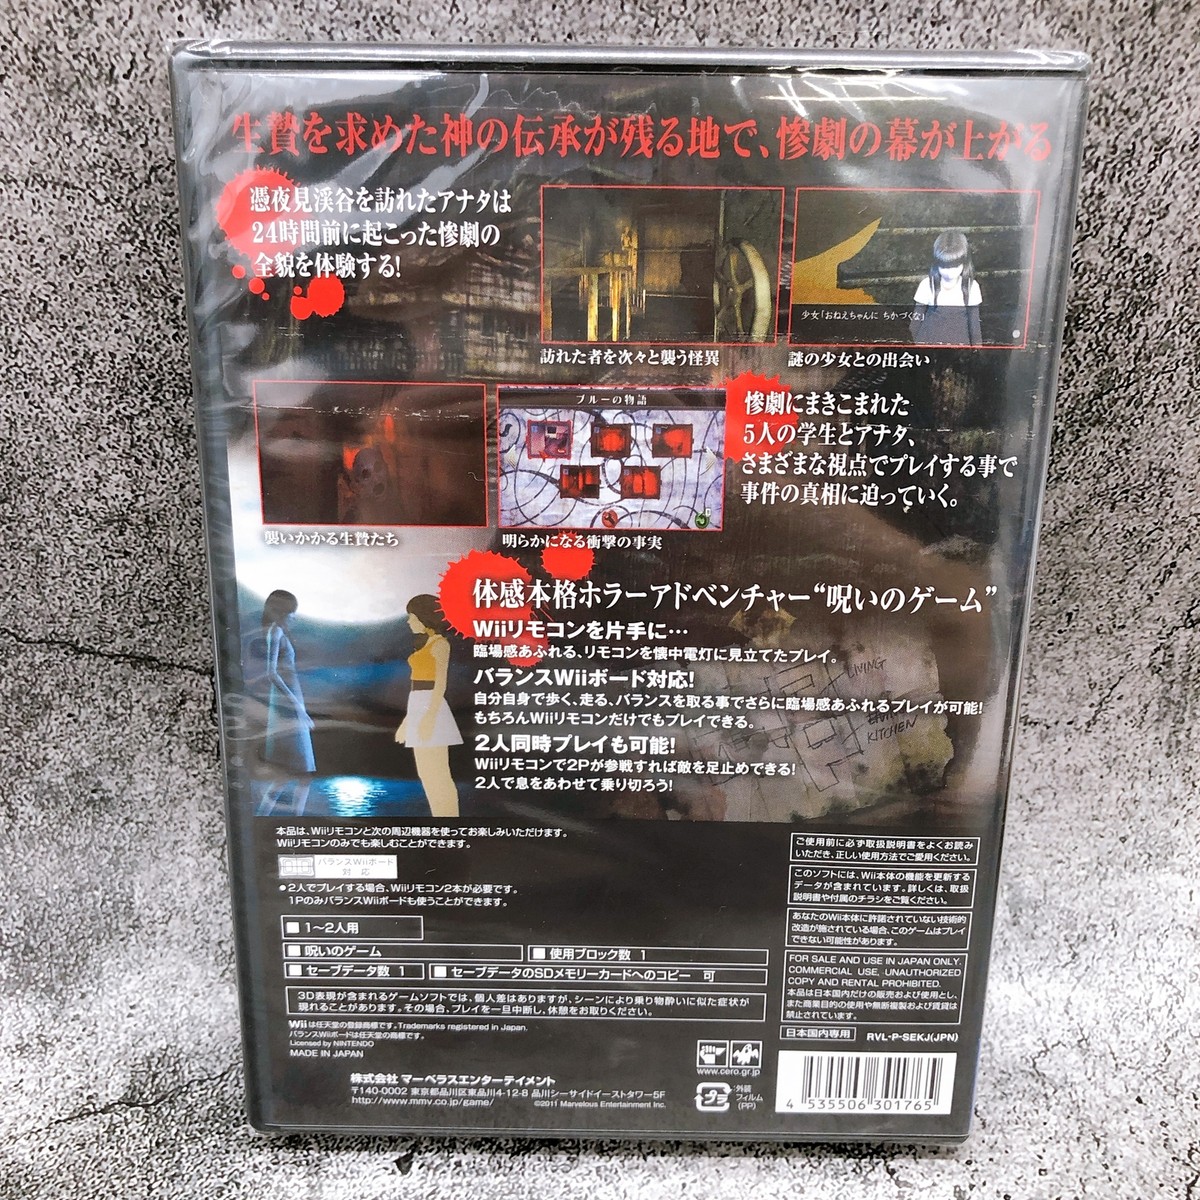 生贄を求めた神の伝承が残る地で、惨劇の幕が上がる
憑夜見渓谷を訪れたアナタは
24時間前に起こった惨劇の
全貌を体験する!
少女「おねえちゃんに ちかづくな」
訪れた者を次々と襲う怪異
謎の少女との出会い
ブルーの物語
襲いかかる生贄たち
明らかになる衝撃の事実
惨劇にまきこまれた
5人の学生とアナタ、
さまざまな視点でプレイする事で
事件の真相に迫っていく。
体感本格ホラーアドベンチャー“呪いのゲーム”
Wiiリモコンを片手に…
臨場感あふれる、リモコンを懐中電灯に見立てたプレイ。
バランスWiiボード対応!
自分自身で歩く、走る、バランスを取る事でさらに臨場感あふれるプレイが可能!
もちろんWiiリモコンだけでもプレイできる。
2人同時プレイも可能!
Wiiリモコンで2Pが参戦すれば敵を足止めできる!
2人で息をあわせて乗り切ろう!
LIVING
KITCHEN
本品は、Wiiリモコンと次の周辺機器を使ってお楽しみいただけます。
Wiiリモコンのみでも楽しむことができます。
バランスWiiボード
対応
●2人でプレイする場合、Wiiリモコン2本が必要です。
1PのみバランスWiiボードも使うことができます。
■1〜2人用
■呪いのゲーム
■使用ブロック数 1
■セーブデータ数 1
■セーブデータのSDメモリーカードへのコピー 可
3D表現が含まれるゲームソフトでは、個人差はありますが、シーンにより乗り物酔いに似た症状が
現れることがあります。その場合、プレイを一旦中断し、休憩をお取りください。
Wiiは任天堂の登録商標です。Trademarks registered in Japan.
バランスWiiボードは任天堂の商標です。
Licensed by NINTENDO
MADE IN JAPAN
株式会社 マーベラスエンターテイメント
〒140-0002 東京都品川区東品川4-12-8 品川シーサイドイーストタワー5F
http://www.mmv.co.jp/game/
©2011 Marvelous Entertainment Inc.
ご使用前に必ず取扱説明書をよくお読み
いただき、正しい使用方法でご愛用ください。
このソフトには、Wii本体の機能を更新する
データが含まれています。詳しくは、取扱
説明書や付属のチラシをご覧ください。
あなたのWii本体に許諾されていない技術的
改造が施されている場合、このゲームはプレイ
できない可能性があります。
FOR SALE AND USE IN JAPAN ONLY.
COMMERCIAL USE, UNAUTHORIZED
COPY AND RENTAL PROHIBITED.
本品は日本国内だけの販売および使用とし、
また商業目的の使用や無断複製および賃貸は
禁止されています。
日本国内専用
RVL-P-SEKJ(JPN)
www.cero.gr.jp
プラ
外装
フィルム
(PP)
4 535506 301765